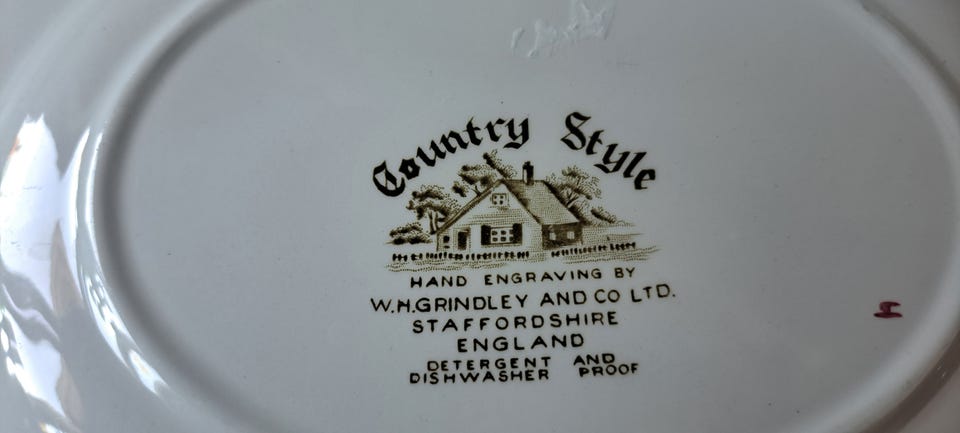 Country Style
HAND ENGRAVING BY
W.H.GRINDLEY AND CO LTD.
STAFFORDSHIRE
ENGLAND
DETERGENT AND
DISHWASHER PROOF